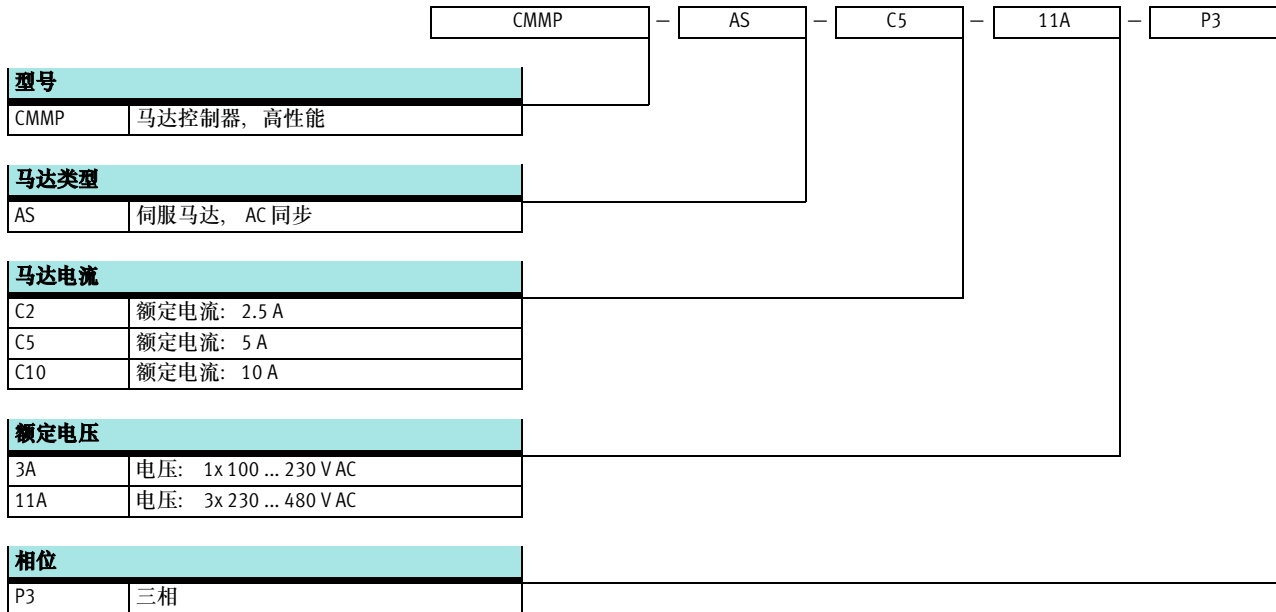 CMMP – AS – C5 – 11A – P3
型号
CMMP 马达控制器，高性能
马达类型
AS 伺服马达， AC 同步
马达电流
C2 额定电流： 2.5 A
C5 额定电流： 5 A
C10 额定电流： 10 A
额定电压
3A 电压： 1x 100 ... 230 V AC
11A 电压： 3x 230 ... 480 V AC
相位
P3 三相